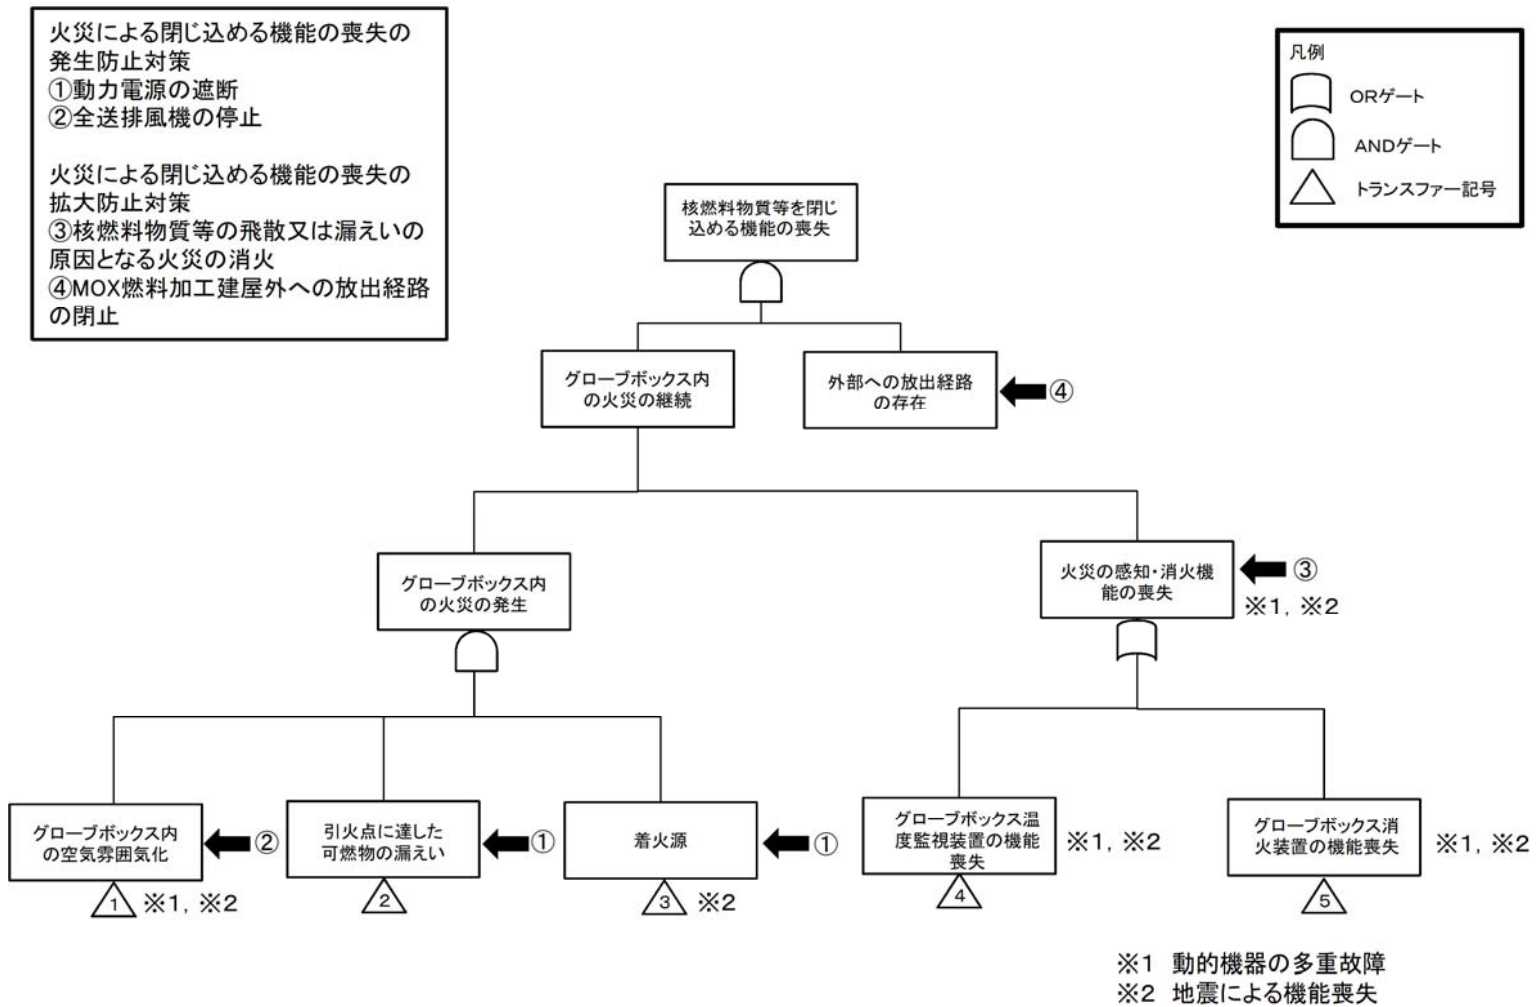 火災による閉じ込める機能の喪失の
発生防止対策
①動力電源の遮断
②全送排風機の停止
火災による閉じ込める機能の喪失の
拡大防止対策
③核燃料物質等の飛散又は漏えいの
原因となる火災の消火
④MOX燃料加工建屋外への放出経路
の閉止
凡例
ORゲート
ANDゲート
トランスファー記号
核燃料物質等を閉じ
込める機能の喪失
グローブボックス内
の火災の継続
外部への放出経路
の存在
④
グローブボックス内
の火災の発生
火災の感知・消火機
能の喪失
③
※1, ※2
グローブボックス内
の空気雰囲気化
②
1
※1, ※2
引火点に達した
可燃物の漏えい
①
2
着火源
①
3
※2
グローブボックス温
度監視装置の機能
喪失
※1, ※2
4
グローブボックス消
火装置の機能喪失
※1, ※2
5
※1 動的機器の多重故障
※2 地震による機能喪失